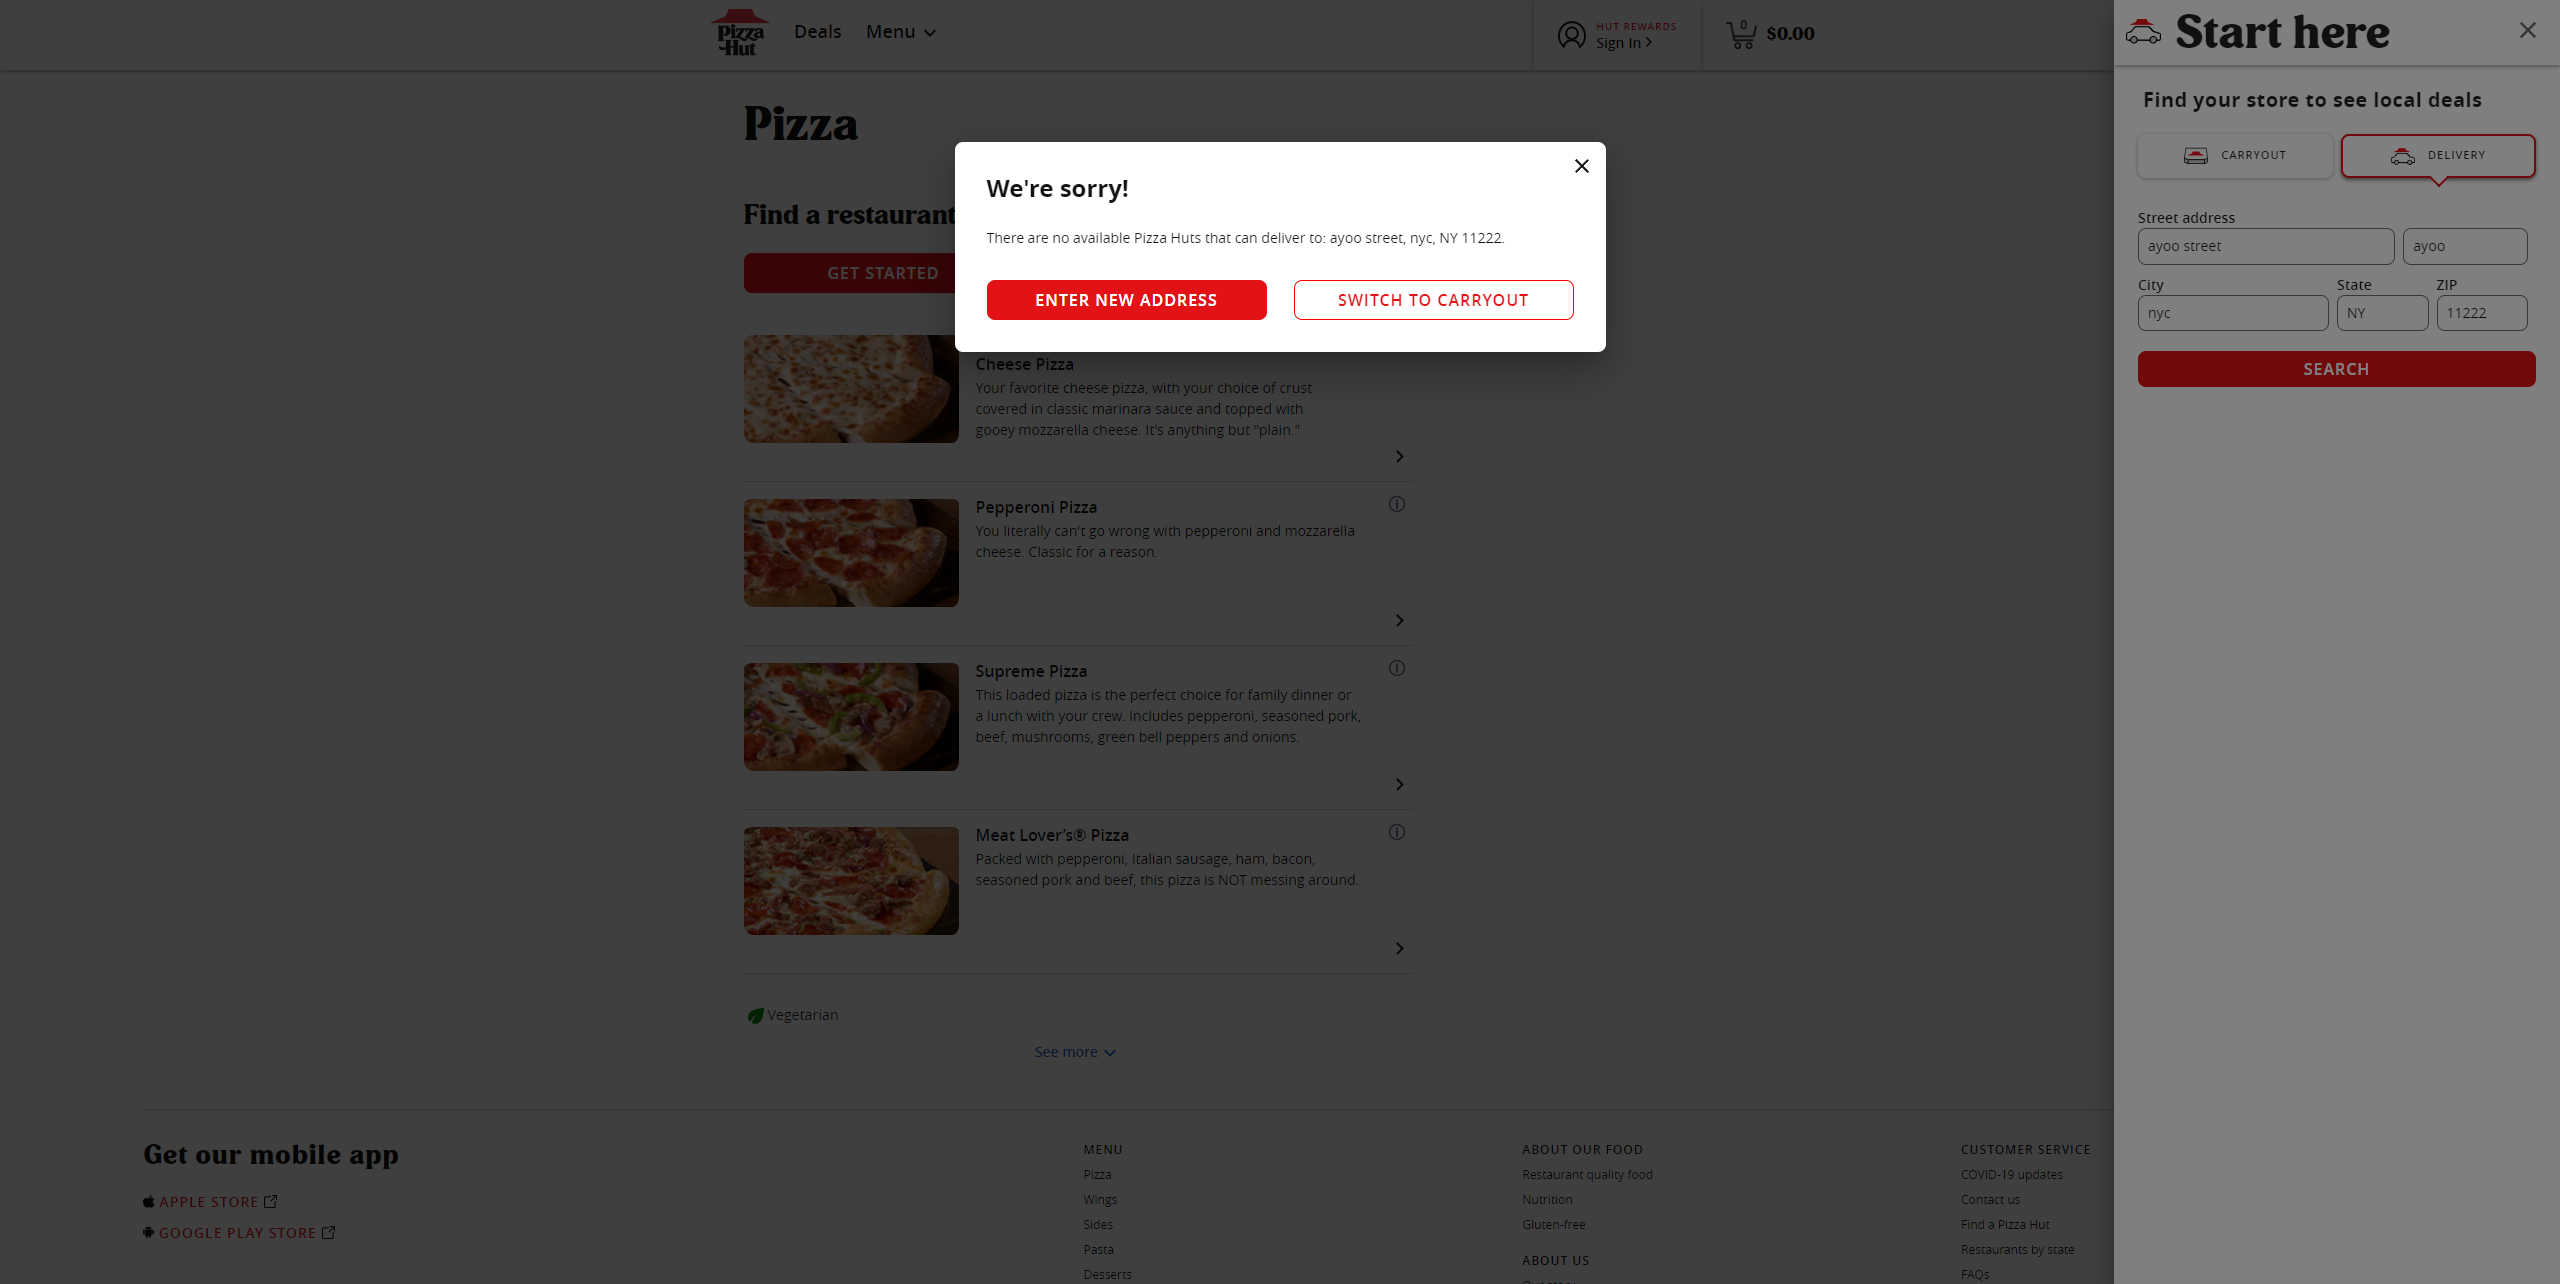 Pizza
Hut
Deals
Menu
HUT REWARDS
Sign In
0
$0.00
Start here
Find your store to see local deals
CARRYOUT
DELIVERY
Street address
ayoo street
ayoo
City
State
ZIP
nyc
NY
11222
SEARCH
Pizza
Find a restaurant
GET STARTED
We're sorry!
There are no available Pizza Huts that can deliver to: ayoo street, nyc, NY 11222.
ENTER NEW ADDRESS
SWITCH TO CARRYOUT
Cheese Pizza
Your favorite cheese pizza, with your choice of crust
covered in classic marinara sauce and topped with
gooey mozzarella cheese. It's anything but "plain."
Pepperoni Pizza
You literally can't go wrong with pepperoni and mozzarella
cheese. Classic for a reason.
Supreme Pizza
This loaded pizza is the perfect choice for family dinner or
a lunch with your crew. Includes pepperoni, seasoned pork,
beef, mushrooms, green bell peppers and onions.
Meat Lover's® Pizza
Packed with pepperoni, Italian sausage, ham, bacon,
seasoned pork and beef, this pizza is NOT messing around.
Vegetarian
See more
Get our mobile app
APPLE STORE
GOOGLE PLAY STORE
MENU
Pizza
Wings
Sides
Pasta
Desserts
ABOUT OUR FOOD
Restaurant quality food
Nutrition
Gluten-free
ABOUT US
CUSTOMER SERVICE
COVID-19 updates
Contact us
Find a Pizza Hut
Restaurants by state
FAQs